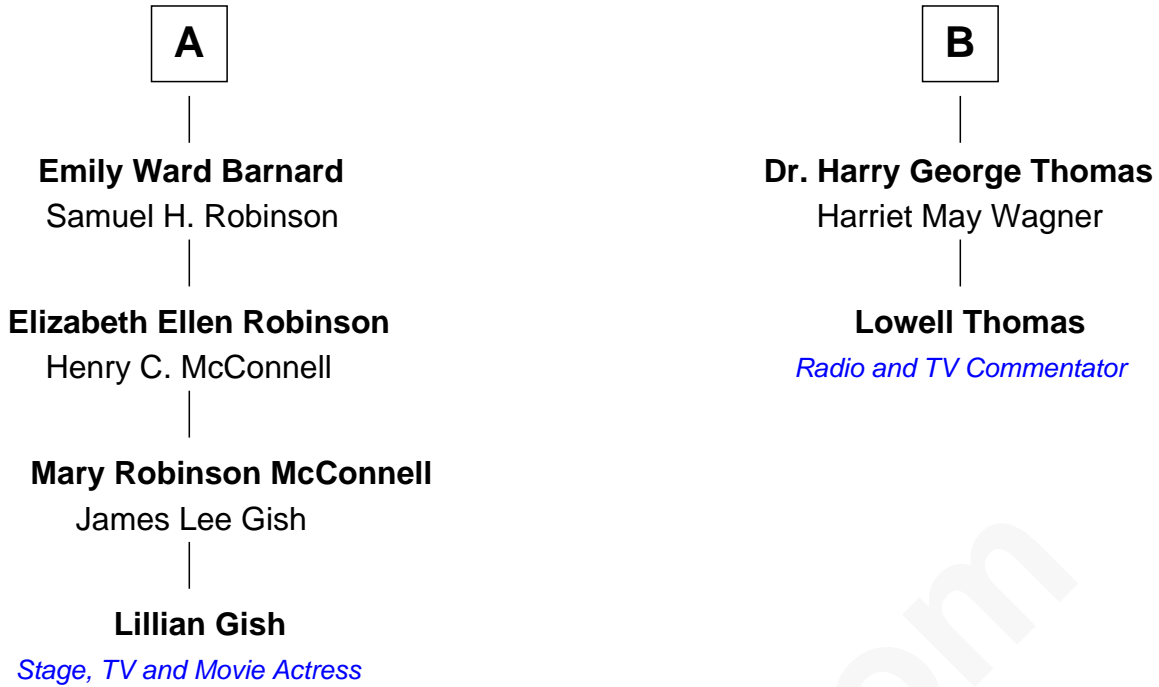 A
Emily Ward Barnard
Samuel H. Robinson
Elizabeth Ellen Robinson
Henry C. McConnell
Mary Robinson McConnell
James Lee Gish
Lillian Gish
Stage, TV and Movie Actress
B
Dr. Harry George Thomas
Harriet May Wagner
Lowell Thomas
Radio and TV Commentator
om